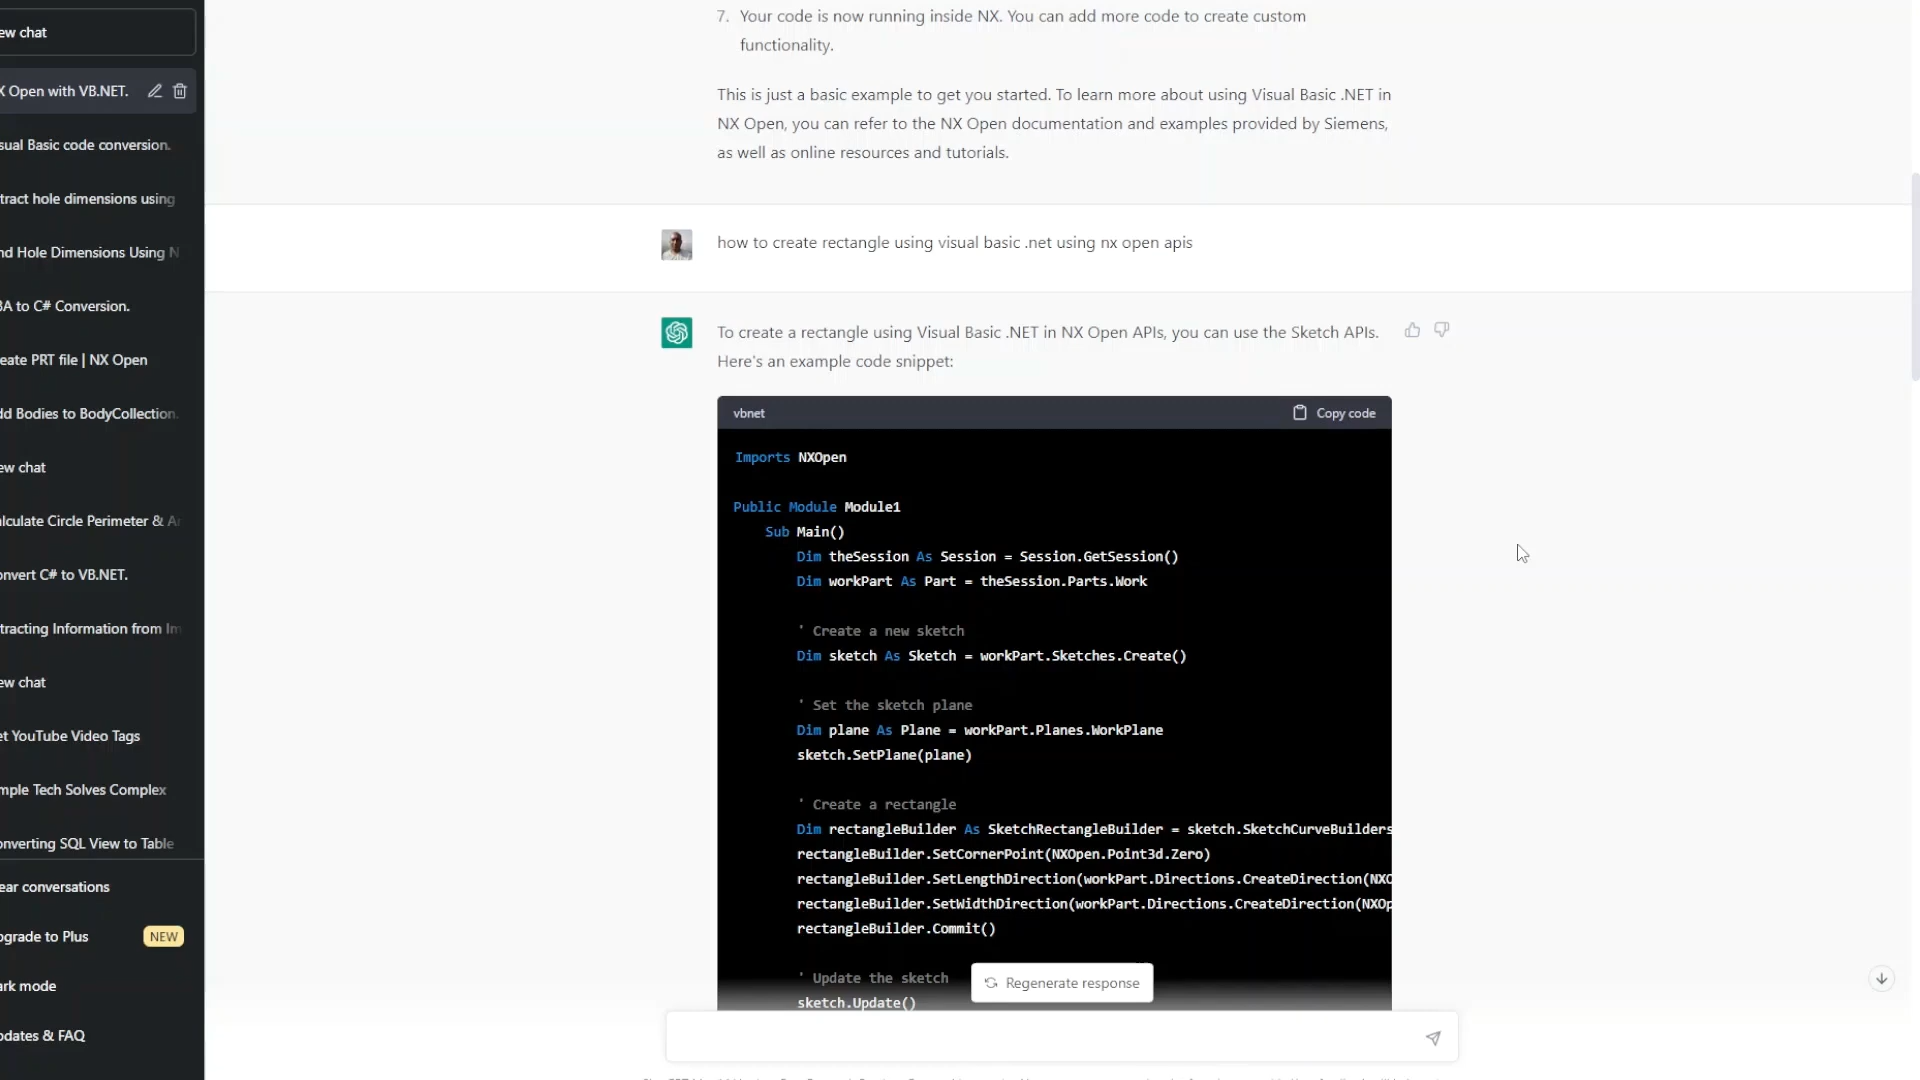 ew chat
X Open with VB.NET.
sual Basic code conversion.
tract hole dimensions using
nd Hole Dimensions Using N
BA to C# Conversion.
eate PRT file | NX Open
dd Bodies to BodyCollection.
ew chat
alculate Circle Perimeter & Ar
onvert C# to VB.NET.
tracting Information from Im
ew chat
et YouTube Video Tags
mple Tech Solves Complex
onverting SQL View to Table
ear conversations
pgrade to Plus NEW
ark mode
pdates & FAQ
7. Your code is now running inside NX. You can add more code to create custom
functionality.
This is just a basic example to get you started. To learn more about using Visual Basic .NET in
NX Open, you can refer to the NX Open documentation and examples provided by Siemens,
as well as online resources and tutorials.
how to create rectangle using visual basic .net using nx open apis
To create a rectangle using Visual Basic .NET in NX Open APIs, you can use the Sketch APIs.
Here's an example code snippet:
vbnet Copy code
Imports NXOpen
Public Module Module1
Sub Main()
Dim theSession As Session = Session.GetSession()
Dim workPart As Part = theSession.Parts.Work
' Create a new sketch
Dim sketch As Sketch = workPart.Sketches.Create()
' Set the sketch plane
Dim plane As Plane = workPart.Planes.WorkPlane
sketch.SetPlane(plane)
' Create a rectangle
Dim rectangleBuilder As SketchRectangleBuilder = sketch.SketchCurveBuilders
rectangleBuilder.SetCornerPoint(NXOpen.Point3d.Zero)
rectangleBuilder.SetLengthDirection(workPart.Directions.CreateDirection(NXO
rectangleBuilder.SetWidthDirection(workPart.Directions.CreateDirection(NXOp
rectangleBuilder.Commit()
' Update the sketch
sketch.Update()
Regenerate response